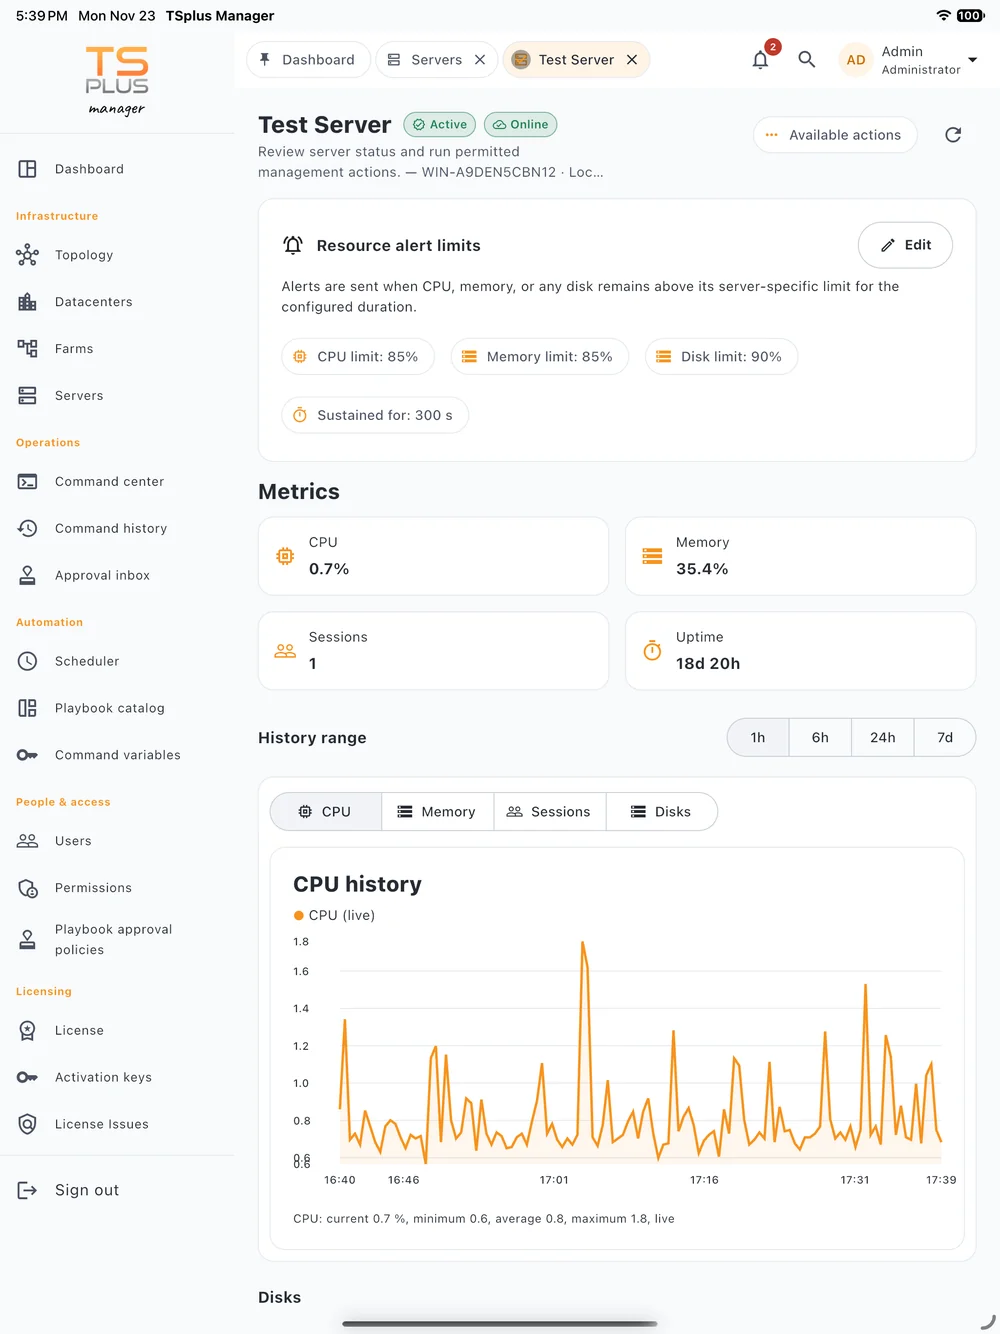 5:39 PM Mon Nov 23 TSplus Manager
100
TS
PLUS
manager
Dashboard
Servers
Test Server
2
AD
Admin
Administrator
Dashboard
Infrastructure
Topology
Datacenters
Farms
Servers
Operations
Command center
Command history
Approval inbox
Automation
Scheduler
Playbook catalog
Command variables
People & access
Users
Permissions
Playbook approval
policies
Licensing
License
Activation keys
License Issues
Sign out
Test Server
Active
Online
Review server status and run permitted
management actions. — WIN-A9DEN5CBN12 · Loc...
Available actions
Resource alert limits
Edit
Alerts are sent when CPU, memory, or any disk remains above its server-specific limit for the
configured duration.
CPU limit: 85%
Memory limit: 85%
Disk limit: 90%
Sustained for: 300 s
Metrics
CPU
0.7%
Memory
35.4%
Sessions
1
Uptime
18d 20h
History range
1h
6h
24h
7d
CPU
Memory
Sessions
Disks
CPU history
CPU (live)
1.8
1.6
1.4
1.2
1.0
0.8
0.6
0.6
16:40
16:46
17:01
17:16
17:31
17:39
CPU: current 0.7 %, minimum 0.6, average 0.8, maximum 1.8, live
Disks